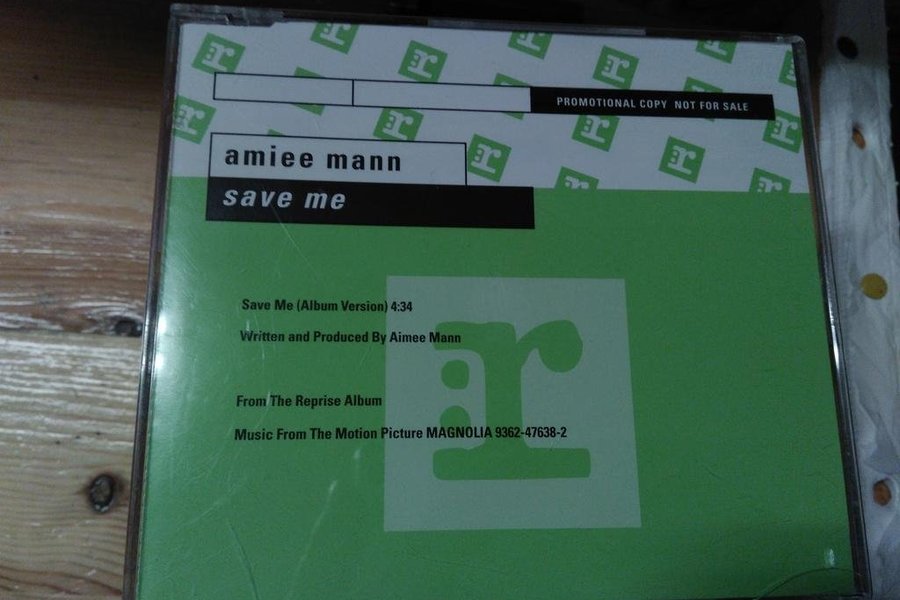 PROMOTIONAL COPY NOT FOR SALE
amiee mann
save me
Save Me (Album Version) 4:34
Written and Produced By Aimee Mann
From The Reprise Album
Music From The Motion Picture MAGNOLIA 9362-47638-2